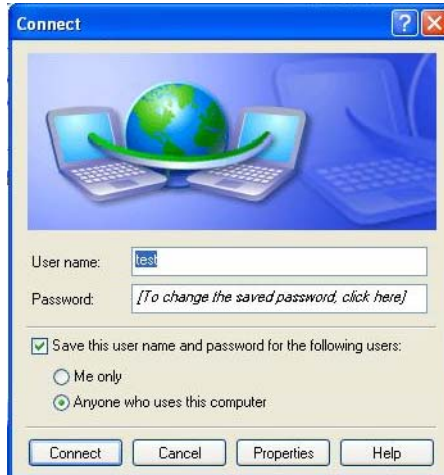 Connect
User name: test
Password: [To change the saved password, click here]
Save this user name and password for the following users:
Me only
Anyone who uses this computer
Connect Cancel Properties Help